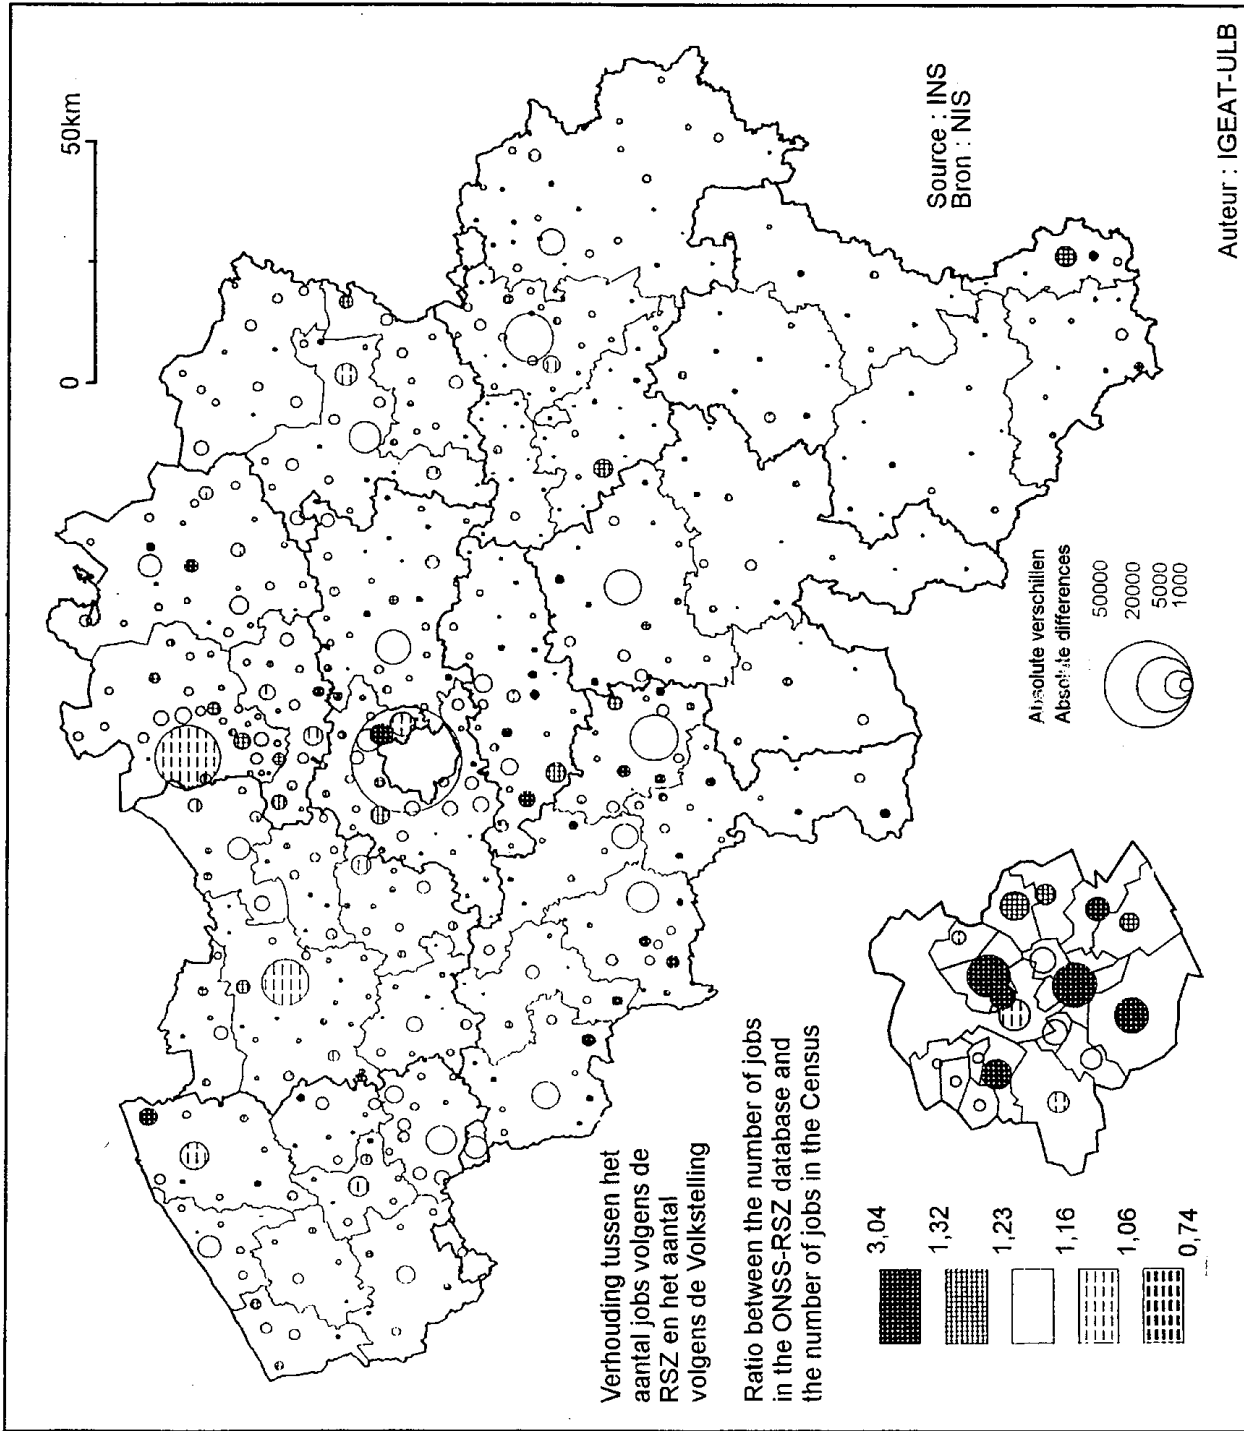 0 50km
Source : INS
Bron : NIS
Auteur : IGEAT-ULB
Absolute verschillen
Absolute differences
50000
20000
5000
1000
Verhouding tussen het
aantal jobs volgens de
RSZ en het aantal
volgens de Volkstelling
Ratio between the number of jobs
in the ONSS-RSZ database and
the number of jobs in the Census
3,04
1,32
1,23
1,16
1,06
0,74